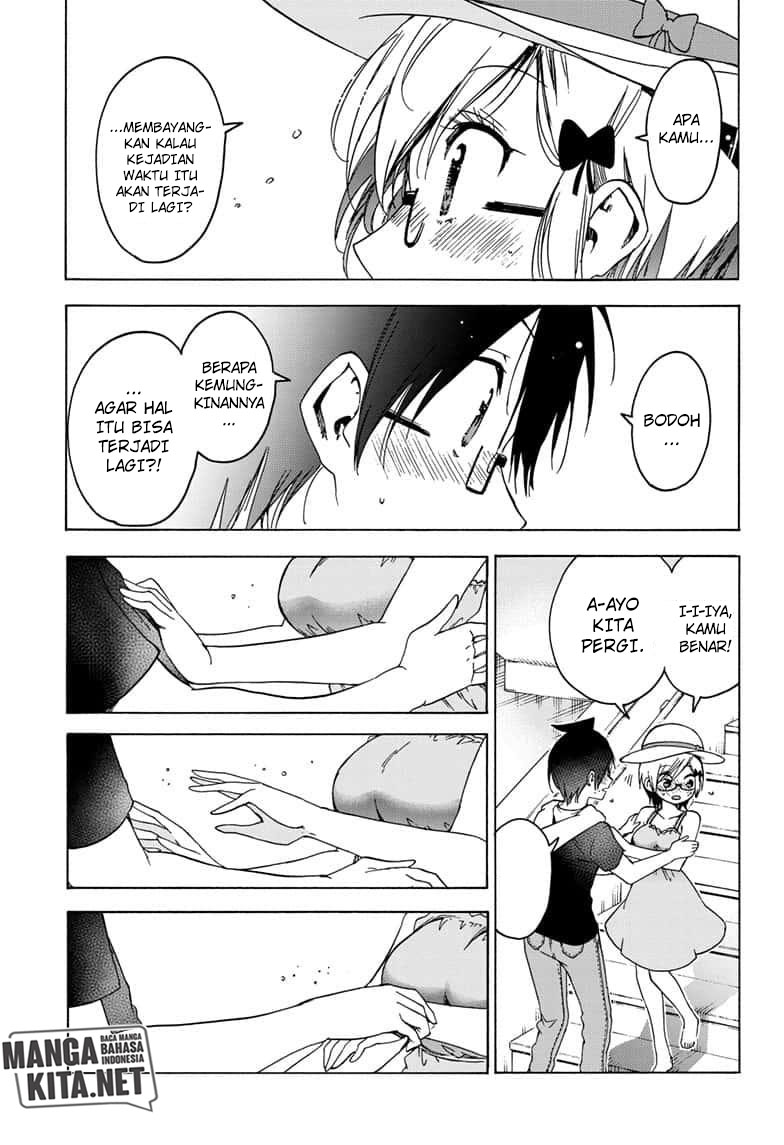 APA
KAMU...
...MEMBAYANG-
KAN KALAU
KEJADIAN
WAKTU ITU
AKAN TERJA-
DI LAGI?
BODOH
...
BERAPA
KEMUNG-
KINANNYA
...
...
AGAR HAL
ITU BISA
TERJADI
LAGI?!
I-I-IYA,
KAMU
BENAR!
A-AYO
KITA
PERGI.
MANGA
BACA MANGA
BAHASA
INDONESIA
KITA.NET